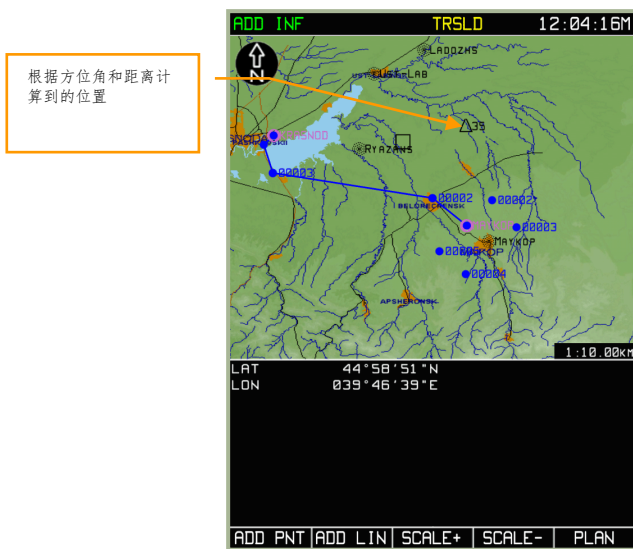 ADD INF TRSLD 12:04:16M
根据方位角和距离计
算到的位置
N
LADOZHS
UST-LAB
39
RYAZANS
PASHKOVSKII
00003
00002
00002
BELORECHENSK
00003
MAYKOP
00004
APSHERONSK
1:10.00KM
LAT 44°58'51"N
LON 039°46'39"E
ADD PNT ADD LIN SCALE+ SCALE- PLAN